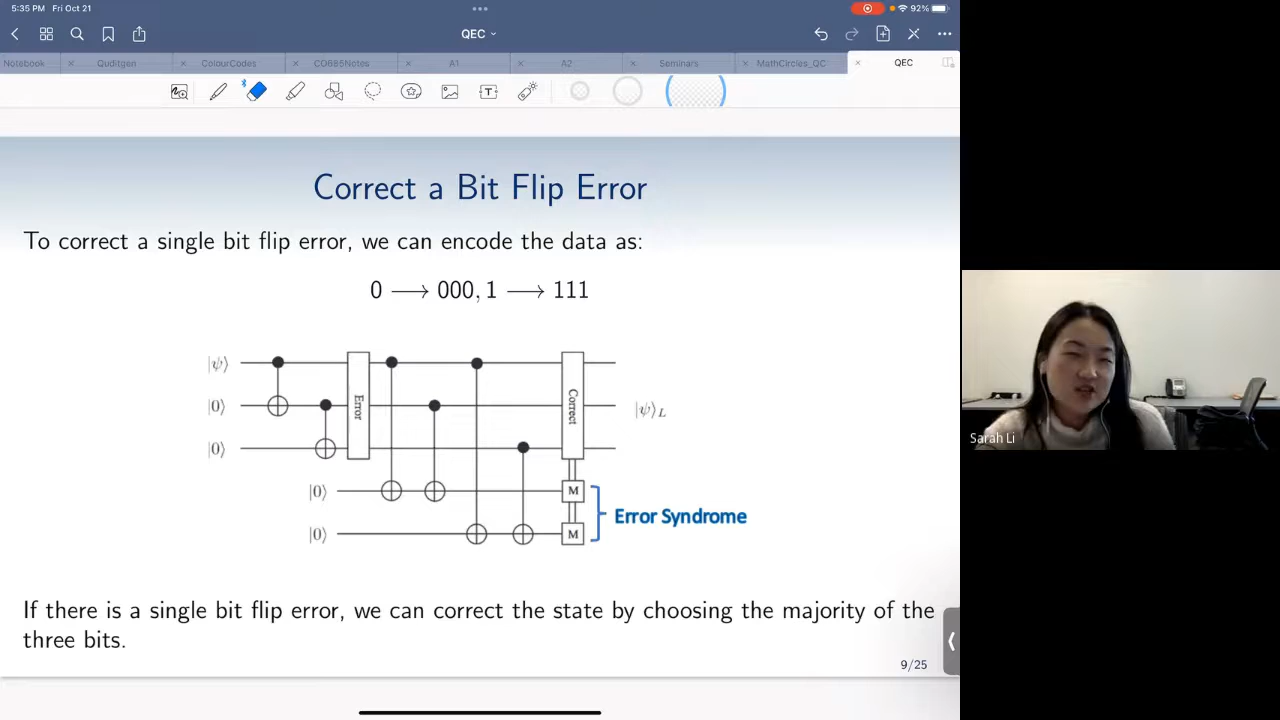 5:35 PM Fri Oct 21
92%
QEC
Notebook
Quditgen
ColourCodes
CO685Notes
A1
A2
Seminars
MathCircles_QC
QEC
Correct a Bit Flip Error
To correct a single bit flip error, we can encode the data as:
0 ⟶ 000, 1 ⟶ 111
|ψ⟩
|0⟩
|0⟩
Error
Correct
|ψ⟩_L
|0⟩
M
|0⟩
M
Error Syndrome
If there is a single bit flip error, we can correct the state by choosing the majority of the
three bits.
9/25
Sarah Li